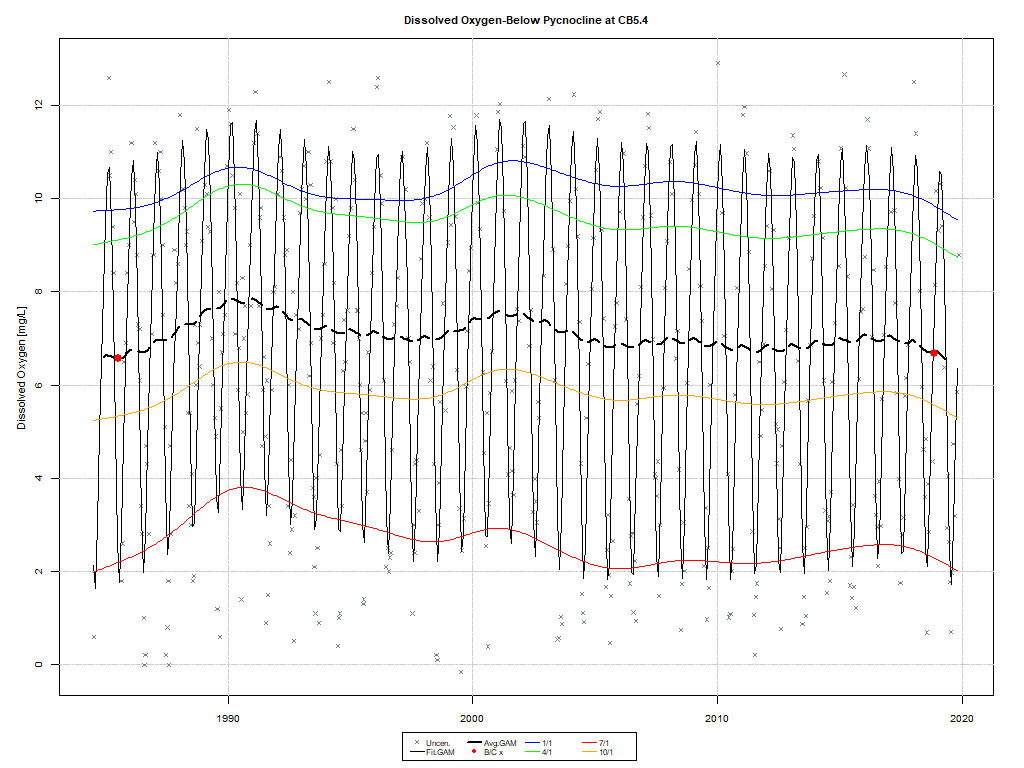 Dissolved Oxygen-Below Pycnocline at CB5.4
Dissolved Oxygen [mg/L]
12
10
8
6
4
2
0
1990 2000 2010 2020
Uncen. Avg.GAM 1/1 7/1
Fit.GAM B/C x 4/1 10/1